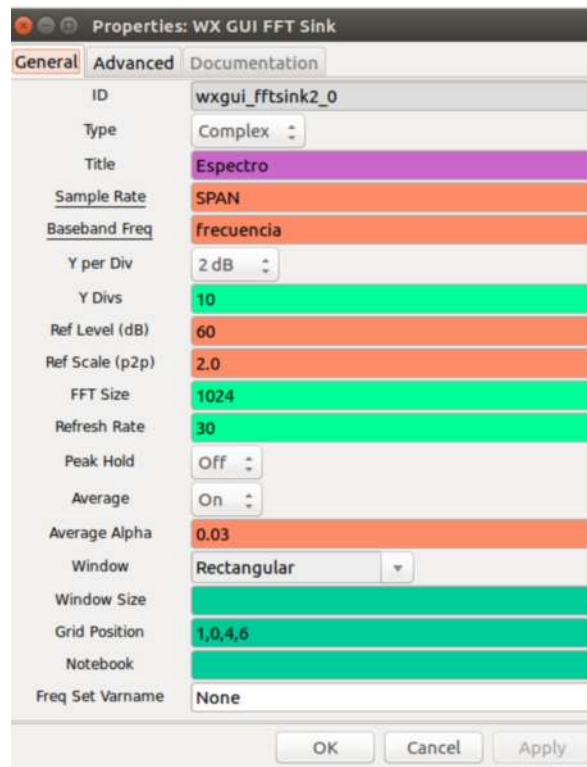 Properties: WX GUI FFT Sink
General Advanced Documentation
ID wxgui_fftsink2_0
Type Complex
Title Espectro
Sample Rate SPAN
Baseband Freq frecuencia
Y per Div 2 dB
Y Divs 10
Ref Level (dB) 60
Ref Scale (p2p) 2.0
FFT Size 1024
Refresh Rate 30
Peak Hold Off
Average On
Average Alpha 0.03
Window Rectangular
Window Size
Grid Position 1,0,4,6
Notebook
Freq Set Varname None
OK Cancel Apply